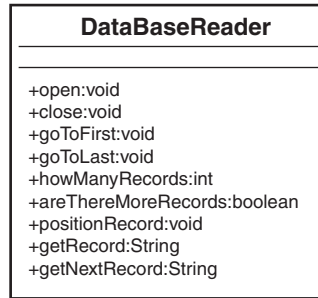 DataBaseReader
+open:void
+close:void
+goToFirst:void
+goToLast:void
+howManyRecords:int
+areThereMoreRecords:boolean
+positionRecord:void
+getRecord:String
+getNextRecord:String